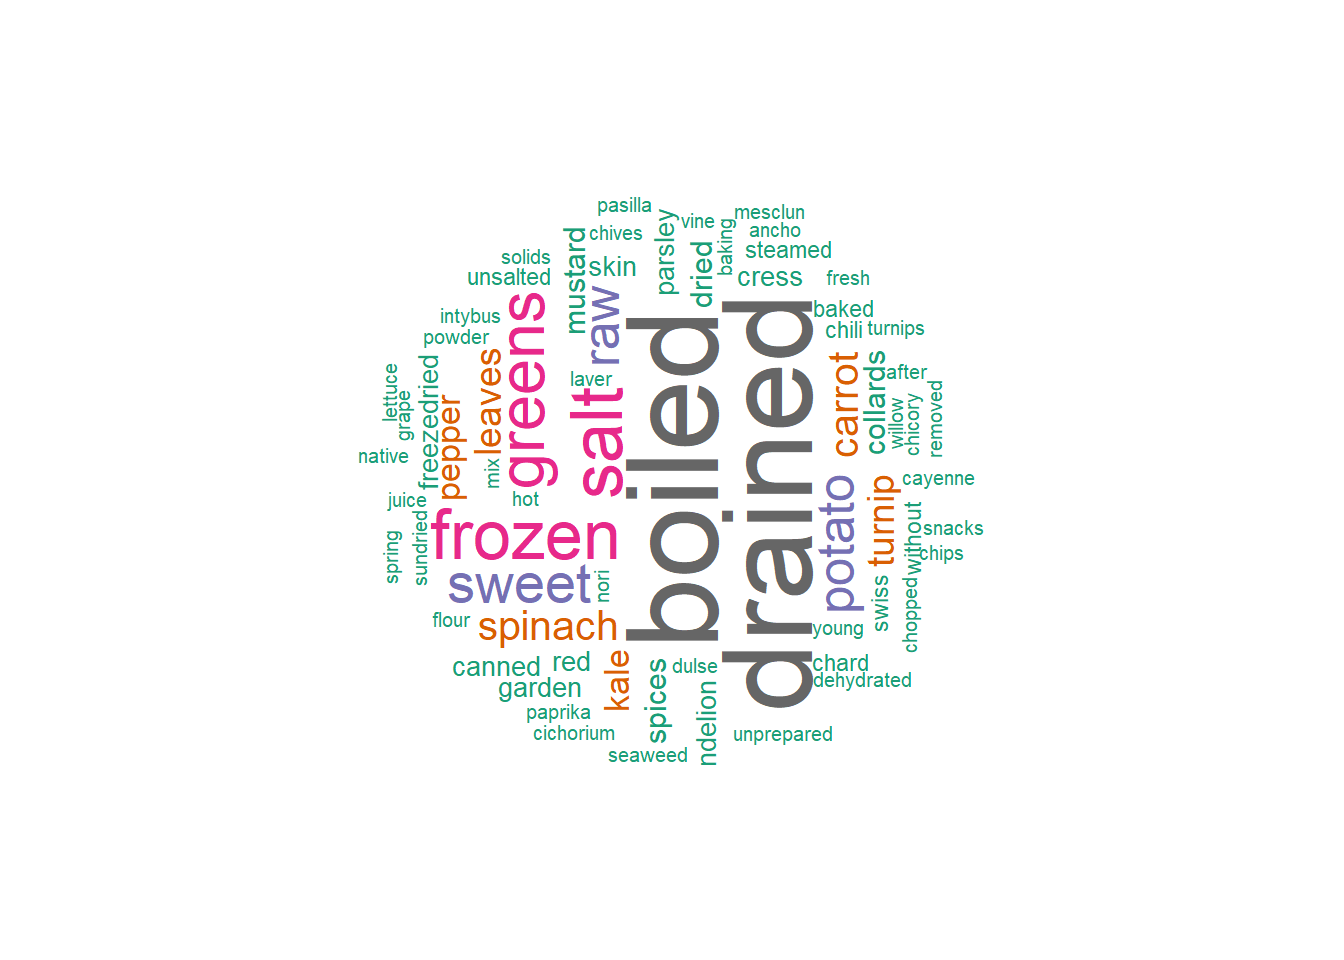 pasilla
mesclun
vine
chives
ancho
parsley
baking
steamed
mustard
solids
skin
dried
unsalted
cress
fresh
raw
greens
intybus
boiled
drained
baked
chili
turnips
powder
leaves
lettuce
freezedried
laver
carrot
collards
after
grape
pepper
salt
willow
chicory
removed
native
mix
hot
cayenne
juice
frozen
potato
turnip
without
snacks
chips
spring
sundried
sweet
nori
swiss
chopped
flour
spinach
young
canned
red
kale
spices
dulse
chard
garden
dehydrated
paprika
ndelion
cichorium
unprepared
seaweed